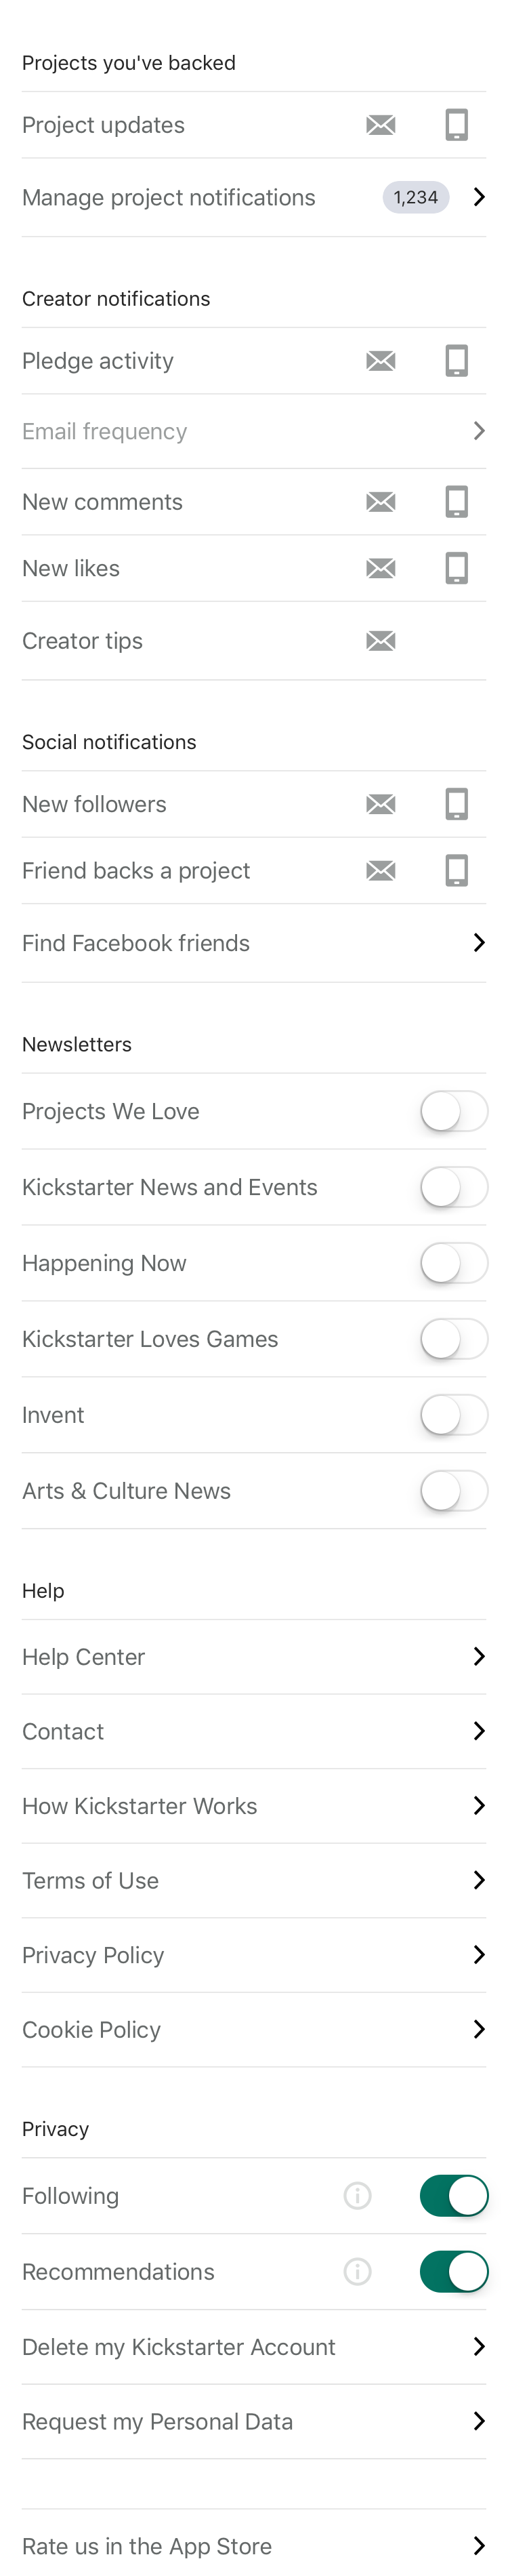 Projects you've backed
Project updates
Manage project notifications 1,234
Creator notifications
Pledge activity
Email frequency
New comments
New likes
Creator tips
Social notifications
New followers
Friend backs a project
Find Facebook friends
Newsletters
Projects We Love
Kickstarter News and Events
Happening Now
Kickstarter Loves Games
Invent
Arts & Culture News
Help
Help Center
Contact
How Kickstarter Works
Terms of Use
Privacy Policy
Cookie Policy
Privacy
Following
Recommendations
Delete my Kickstarter Account
Request my Personal Data
Rate us in the App Store